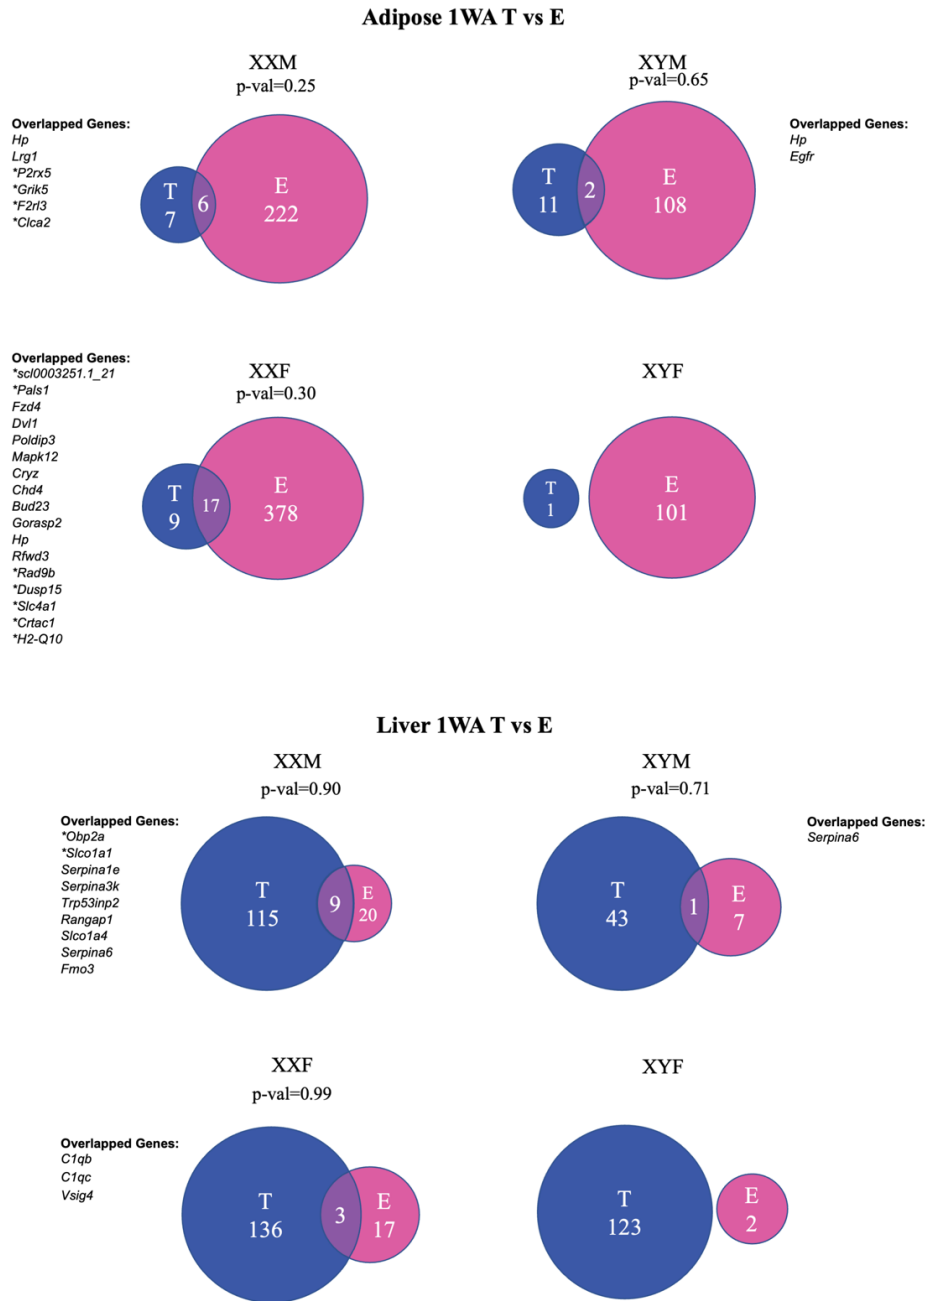 Adipose 1WA T vs E
XXM
p-val=0.25
Overlapped Genes:
Hp
Lrg1
*P2rx5
*Grik5
*F2rl3
*Clca2
T
7
6
E
222
XYM
p-val=0.65
Overlapped Genes:
Hp
Egfr
T
11
2
E
108
XXF
p-val=0.30
Overlapped Genes:
*scl0003251.1_21
*Pals1
Fzd4
Dvl1
Poldip3
Mapk12
Cryz
Chd4
Bud23
Gorasp2
Hp
Rfwd3
*Rad9b
*Dusp15
*Slc4a1
*Crtac1
*H2-Q10
T
9
17
E
378
XYF
T
1
E
101
Liver 1WA T vs E
XXM
p-val=0.90
Overlapped Genes:
*Obp2a
*Slco1a1
Serpina1e
Serpina3k
Trp53inp2
Rangap1
Slco1a4
Serpina6
Fmo3
T
115
9
E
20
XYM
p-val=0.71
Overlapped Genes:
Serpina6
T
43
1
E
7
XXF
p-val=0.99
Overlapped Genes:
C1qb
C1qc
Vsig4
T
136
3
E
17
XYF
T
123
E
2